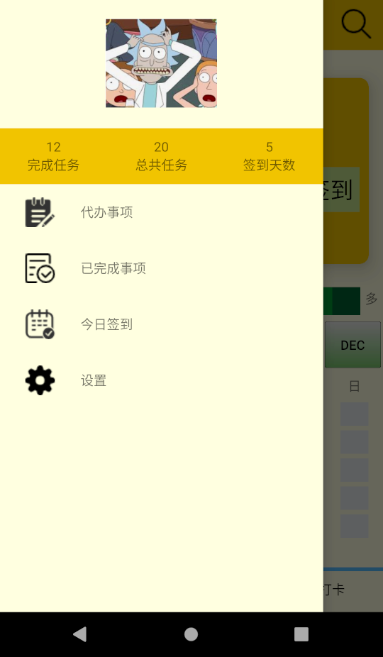 12
20
5
完成任务
总共任务
签到天数
代办事项
已完成事项
今日签到
设置
签到
多
DEC
日
打卡